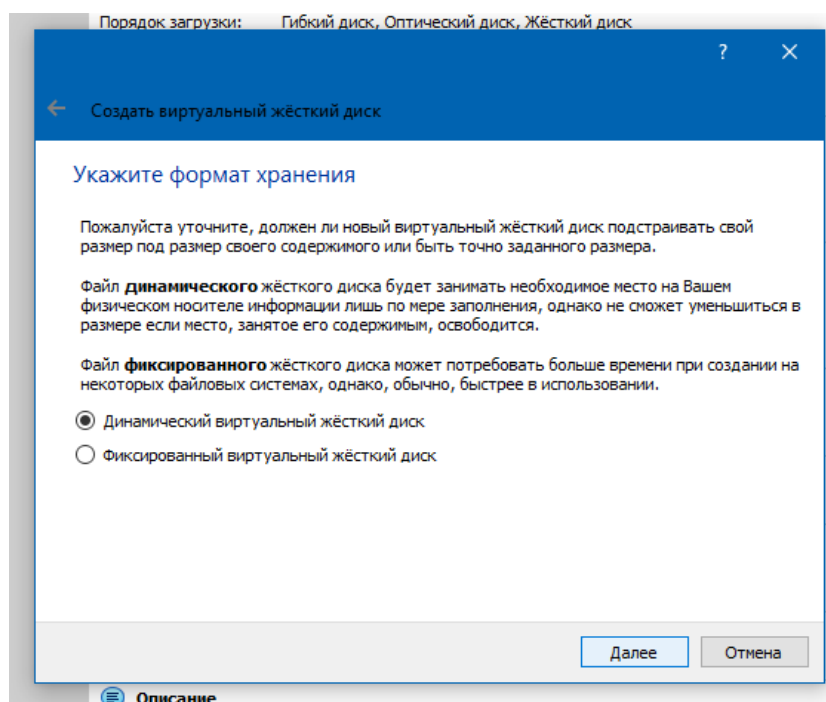 Порядок загрузки: Гибкий диск, Оптический диск, Жёсткий диск
?
Создать виртуальный жёсткий диск
Укажите формат хранения
Пожалуйста уточните, должен ли новый виртуальный жёсткий диск подстраивать свой
размер под размер своего содержимого или быть точно заданного размера.
Файл динамического жёсткого диска будет занимать необходимое место на Вашем
физическом носителе информации лишь по мере заполнения, однако не сможет уменьшиться в
размере если место, занятое его содержимым, освободится.
Файл фиксированного жёсткого диска может потребовать больше времени при создании на
некоторых файловых системах, однако, обычно, быстрее в использовании.
Динамический виртуальный жёсткий диск
Фиксированный виртуальный жёсткий диск
Далее Отмена
Описание